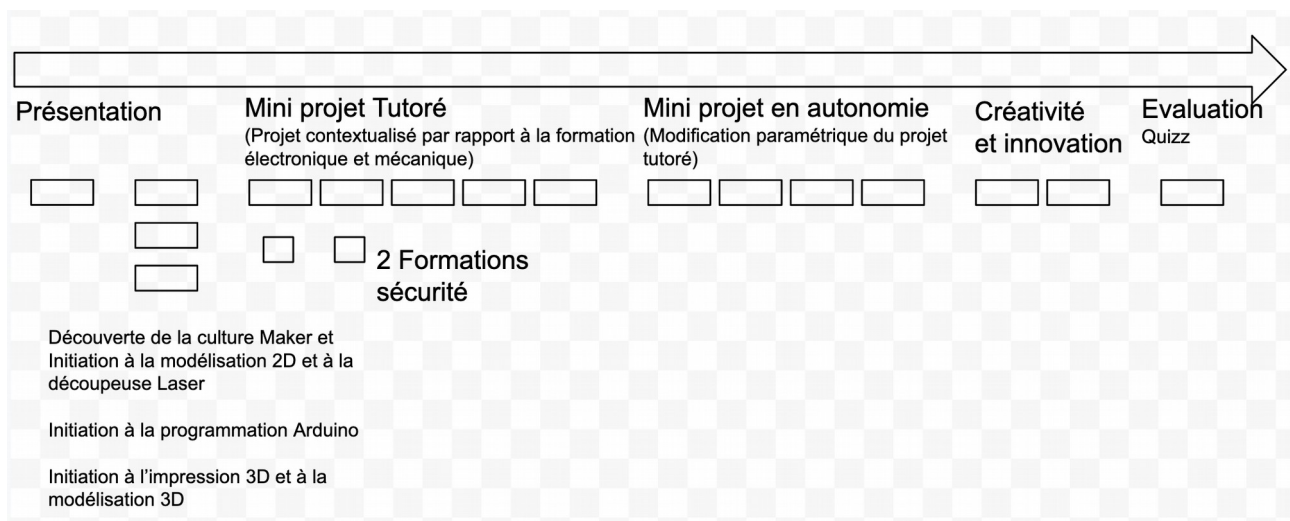 Présentation
Mini projet Tutoré
(Projet contextualisé par rapport à la formation
électronique et mécanique)
Mini projet en autonomie
(Modification paramétrique du projet
tutoré)
Créativité
et innovation
Evaluation
Quizz
2 Formations
sécurité
Découverte de la culture Maker et
Initiation à la modélisation 2D et à la
découpeuse Laser
Initiation à la programmation Arduino
Initiation à l’impression 3D et à la
modélisation 3D